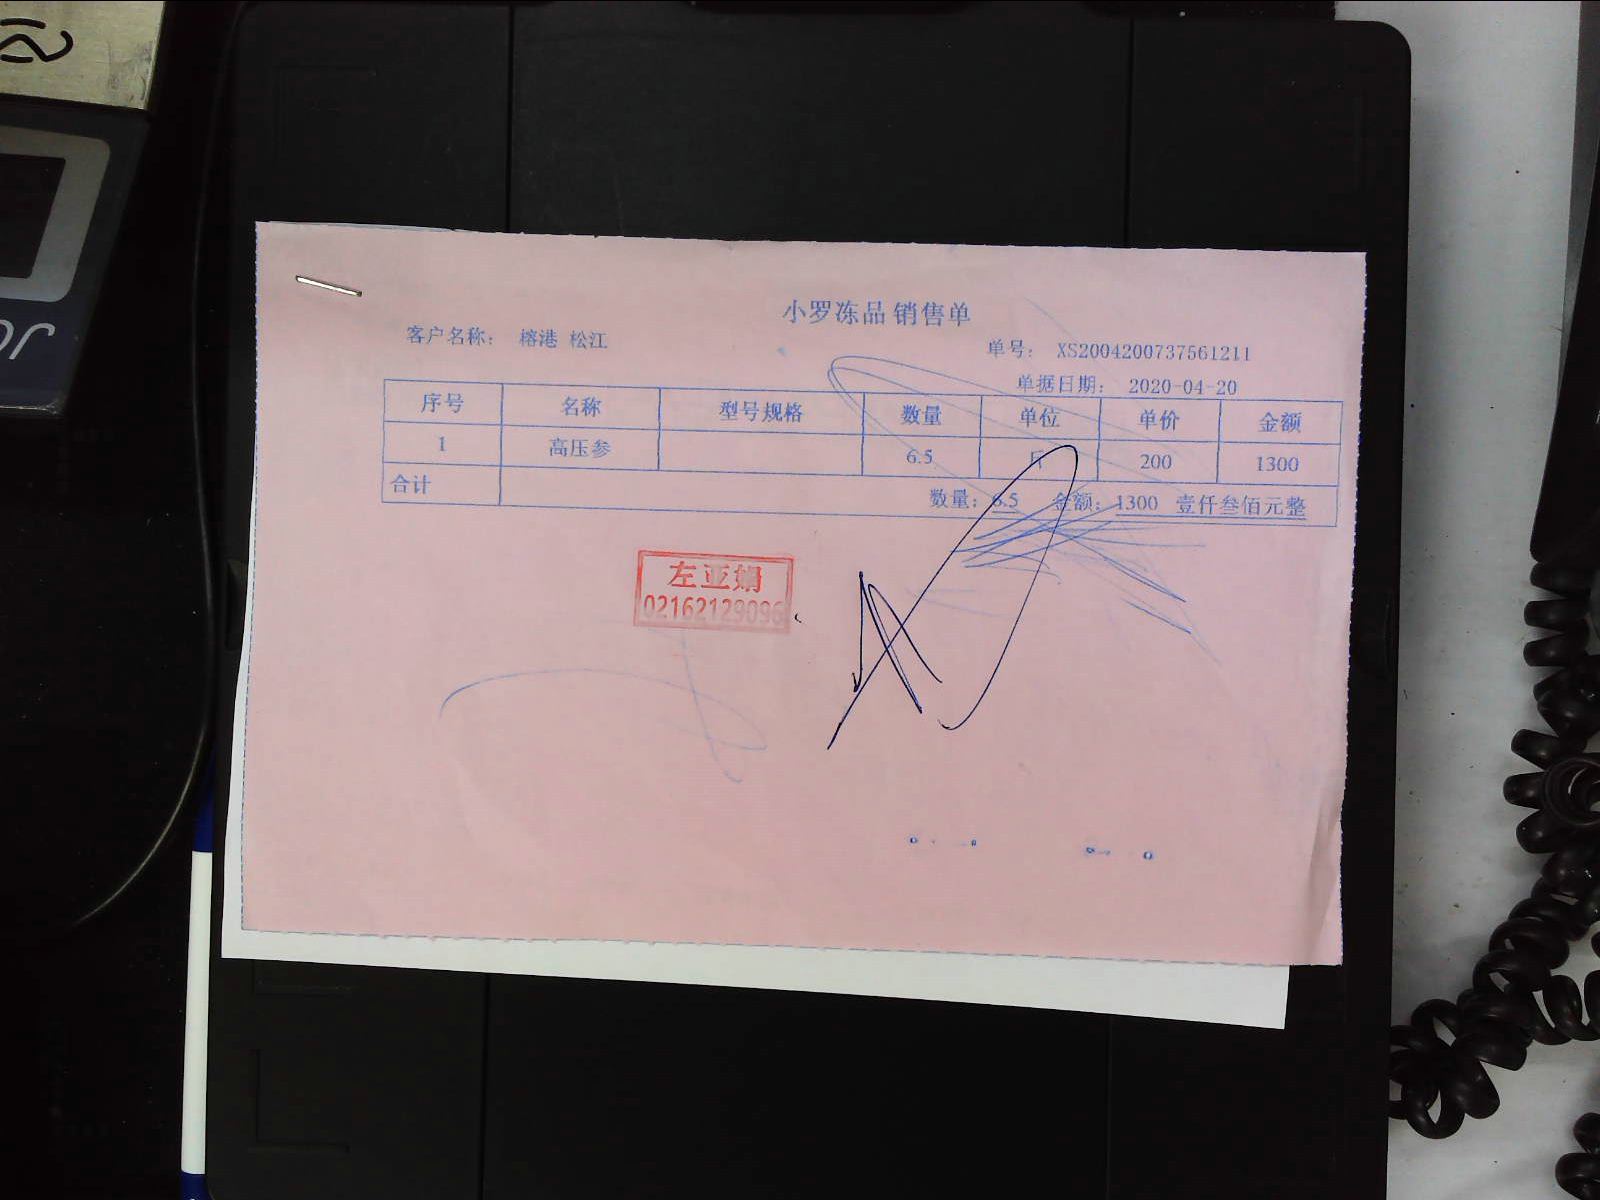 小罗冻品 销售单
客户名称： 榕港 松江
单号： XS2004200737561211
单据日期： 2020-04-20
序号 名称 型号规格 数量 单位 单价 金额
1 高压参 6.5 斤 200 1300
合计 数量：6.5 金额：1300 壹仟叁佰元整
左亚娟
02162129096